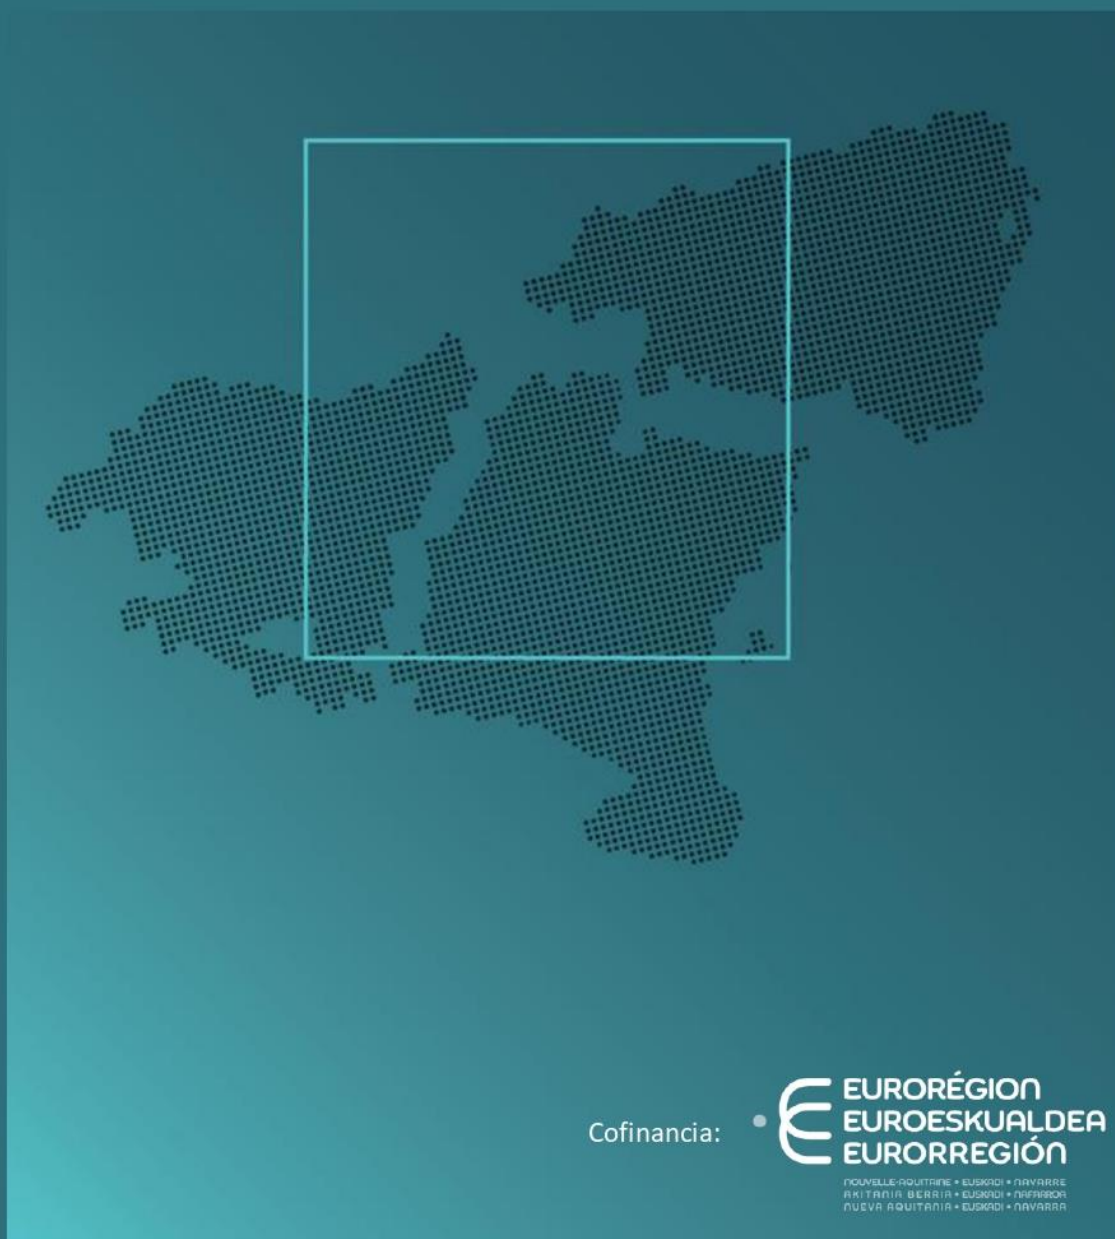 Cofinancia:
EURORÉGION
EUROESKUALDEA
EURORREGIÓN
NOUVELLE-AQUITAINE • EUSKADI • NAVARRE
AKITANIA BERRIA • EUSKADI • NAFARROA
NUEVA AQUITANIA • EUSKADI • NAVARRA